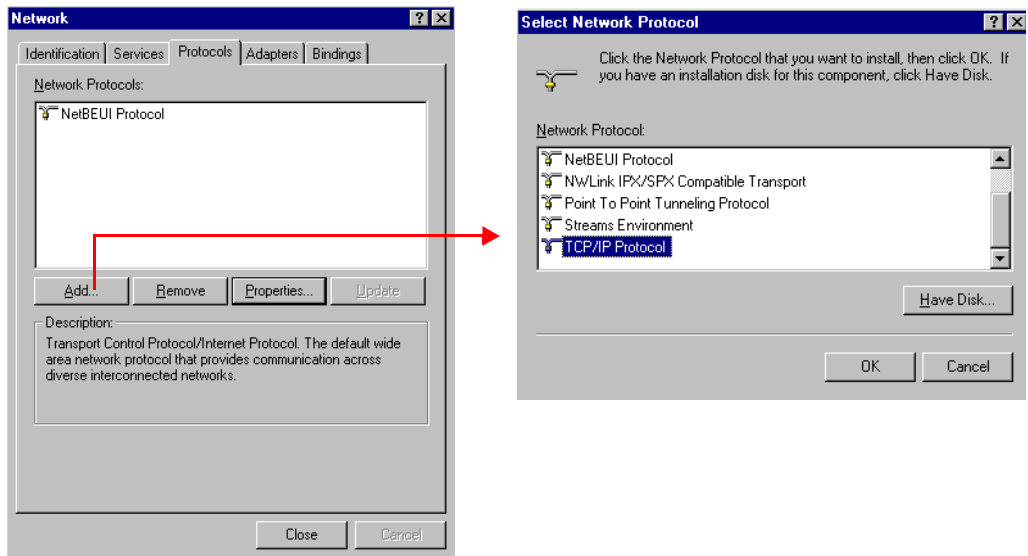 Network
Identification
Services
Protocols
Adapters
Bindings
Network Protocols:
NetBEUI Protocol
Add...
Remove
Properties...
Update
Description:
Transport Control Protocol/Internet Protocol. The default wide
area network protocol that provides communication across
diverse interconnected networks.
Close
Cancel
Select Network Protocol
Click the Network Protocol that you want to install, then click OK. If
you have an installation disk for this component, click Have Disk.
Network Protocol:
NetBEUI Protocol
NWLink IPX/SPX Compatible Transport
Point To Point Tunneling Protocol
Streams Environment
TCP/IP Protocol
Have Disk...
OK
Cancel